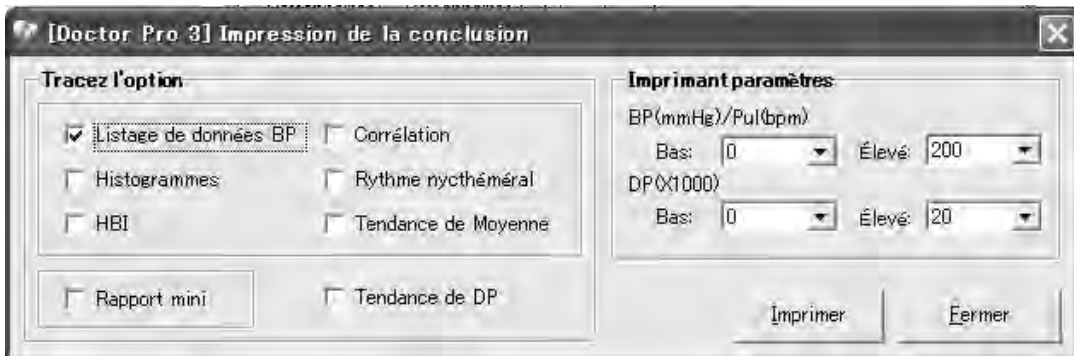 [Doctor Pro 3] Impression de la conclusion
Tracez l'option
Listage de données BP
Corrélation
Histogrammes
Rythme nycthéméral
HBI
Tendance de Moyenne
Rapport mini
Tendance de DP
Imprimant paramètres
BP(mmHg)/Pul(bpm)
Bas: 0 Élevé: 200
DP(X1000)
Bas: 0 Élevé: 20
Imprimer
Fermer